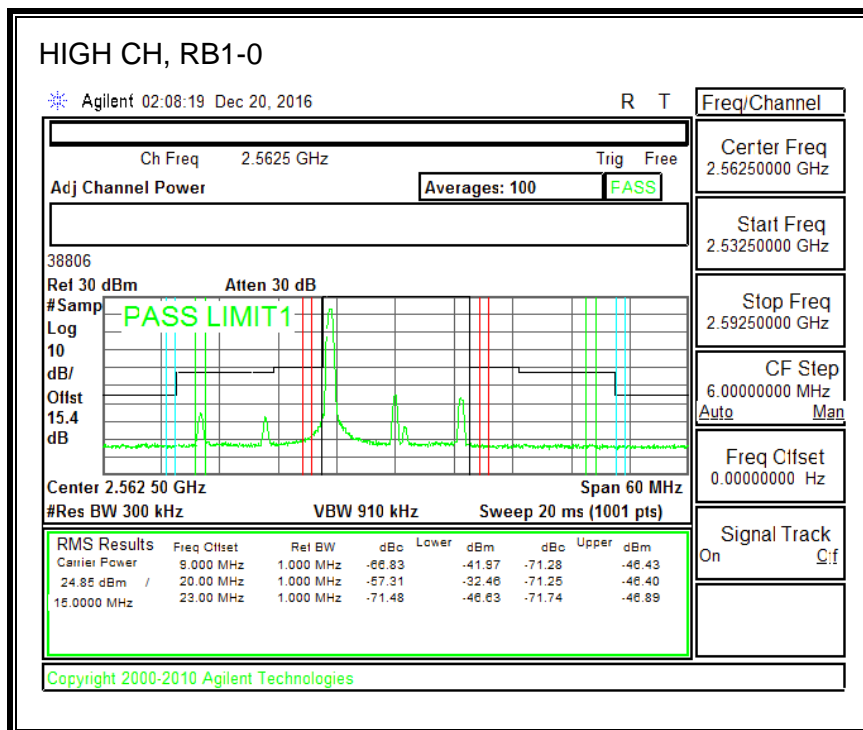 HIGH CH, RB1-0
Agilent 02:08:19 Dec 20, 2016 R T
Freq/Channel
Ch Freq 2.5625 GHz Trig Free
Adj Channel Power Averages: 100 PASS
Center Freq
2.56250000 GHz
Start Freq
2.53250000 GHz
Stop Freq
2.59250000 GHz
CF Step
6.00000000 MHz
Auto Man
Freq Offset
0.00000000 Hz
Signal Track
On Off
38806
Ref 30 dBm Atten 30 dB
#Samp
Log
10
dB/
Offst
15.4
dB
PASS LIMIT1
Center 2.562 50 GHz Span 60 MHz
#Res BW 300 kHz VBW 910 kHz Sweep 20 ms (1001 pts)
RMS Results Freq Offset Ref BW dBc Lower dBm dBc Upper dBm
Carrier Power 9.000 MHz 1.000 MHz -66.83 -41.97 -71.28 -46.43
24.85 dBm / 20.00 MHz 1.000 MHz -57.31 -32.46 -71.25 -46.40
15.0000 MHz 23.00 MHz 1.000 MHz -71.48 -46.63 -71.74 -46.89
Copyright 2000-2010 Agilent Technologies